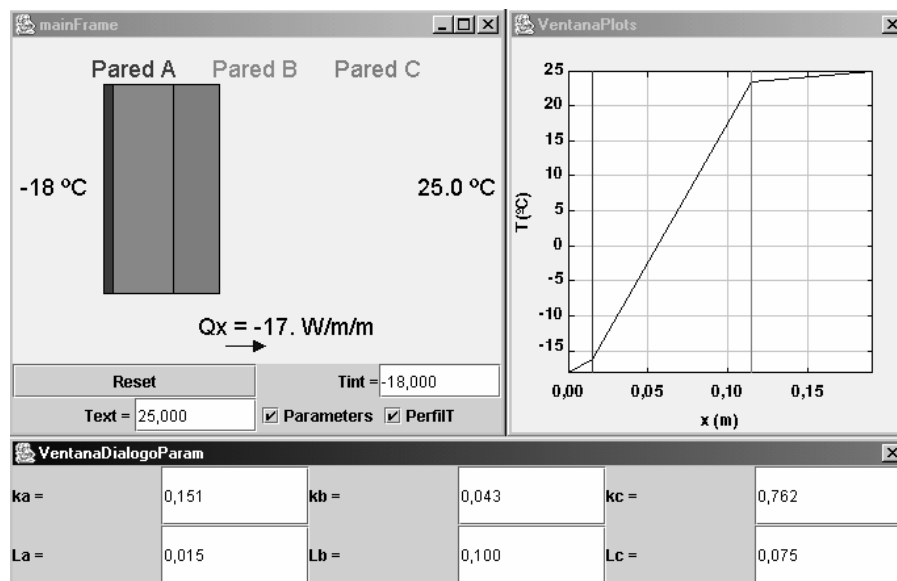 mainFrame
Pared A Pared B Pared C
-18 ºC
25.0 ºC
Qx = -17. W/m/m
Reset
Tint = -18,000
Text = 25,000
Parameters
PerfilT
VentanaPlots
25
20
15
10
5
0
-5
-10
-15
T (ºC)
0,00 0,05 0,10 0,15
x (m)
VentanaDialogoParam
ka = 0,151 kb = 0,043 kc = 0,762
La = 0,015 Lb = 0,100 Lc = 0,075